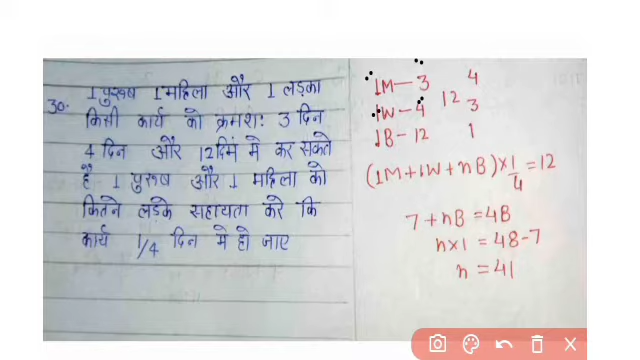 30. 1 पुरूष 1 महिला और 1 लड़का
किसी कार्य को क्रमश: 3 दिन
4 दिन और 12 दिमं मे कर सकते
है 1 पुरूष और 1 महिला को
कितने लडके सहायता करे कि
कार्य 1/4 दिन मे हो जाए
1M — 3 4
1W — 4 12 3
1B — 12 1
(1M + 1W + nB) × 1/4 = 12
7 + nB = 48
n × 1 = 48 - 7
n = 41